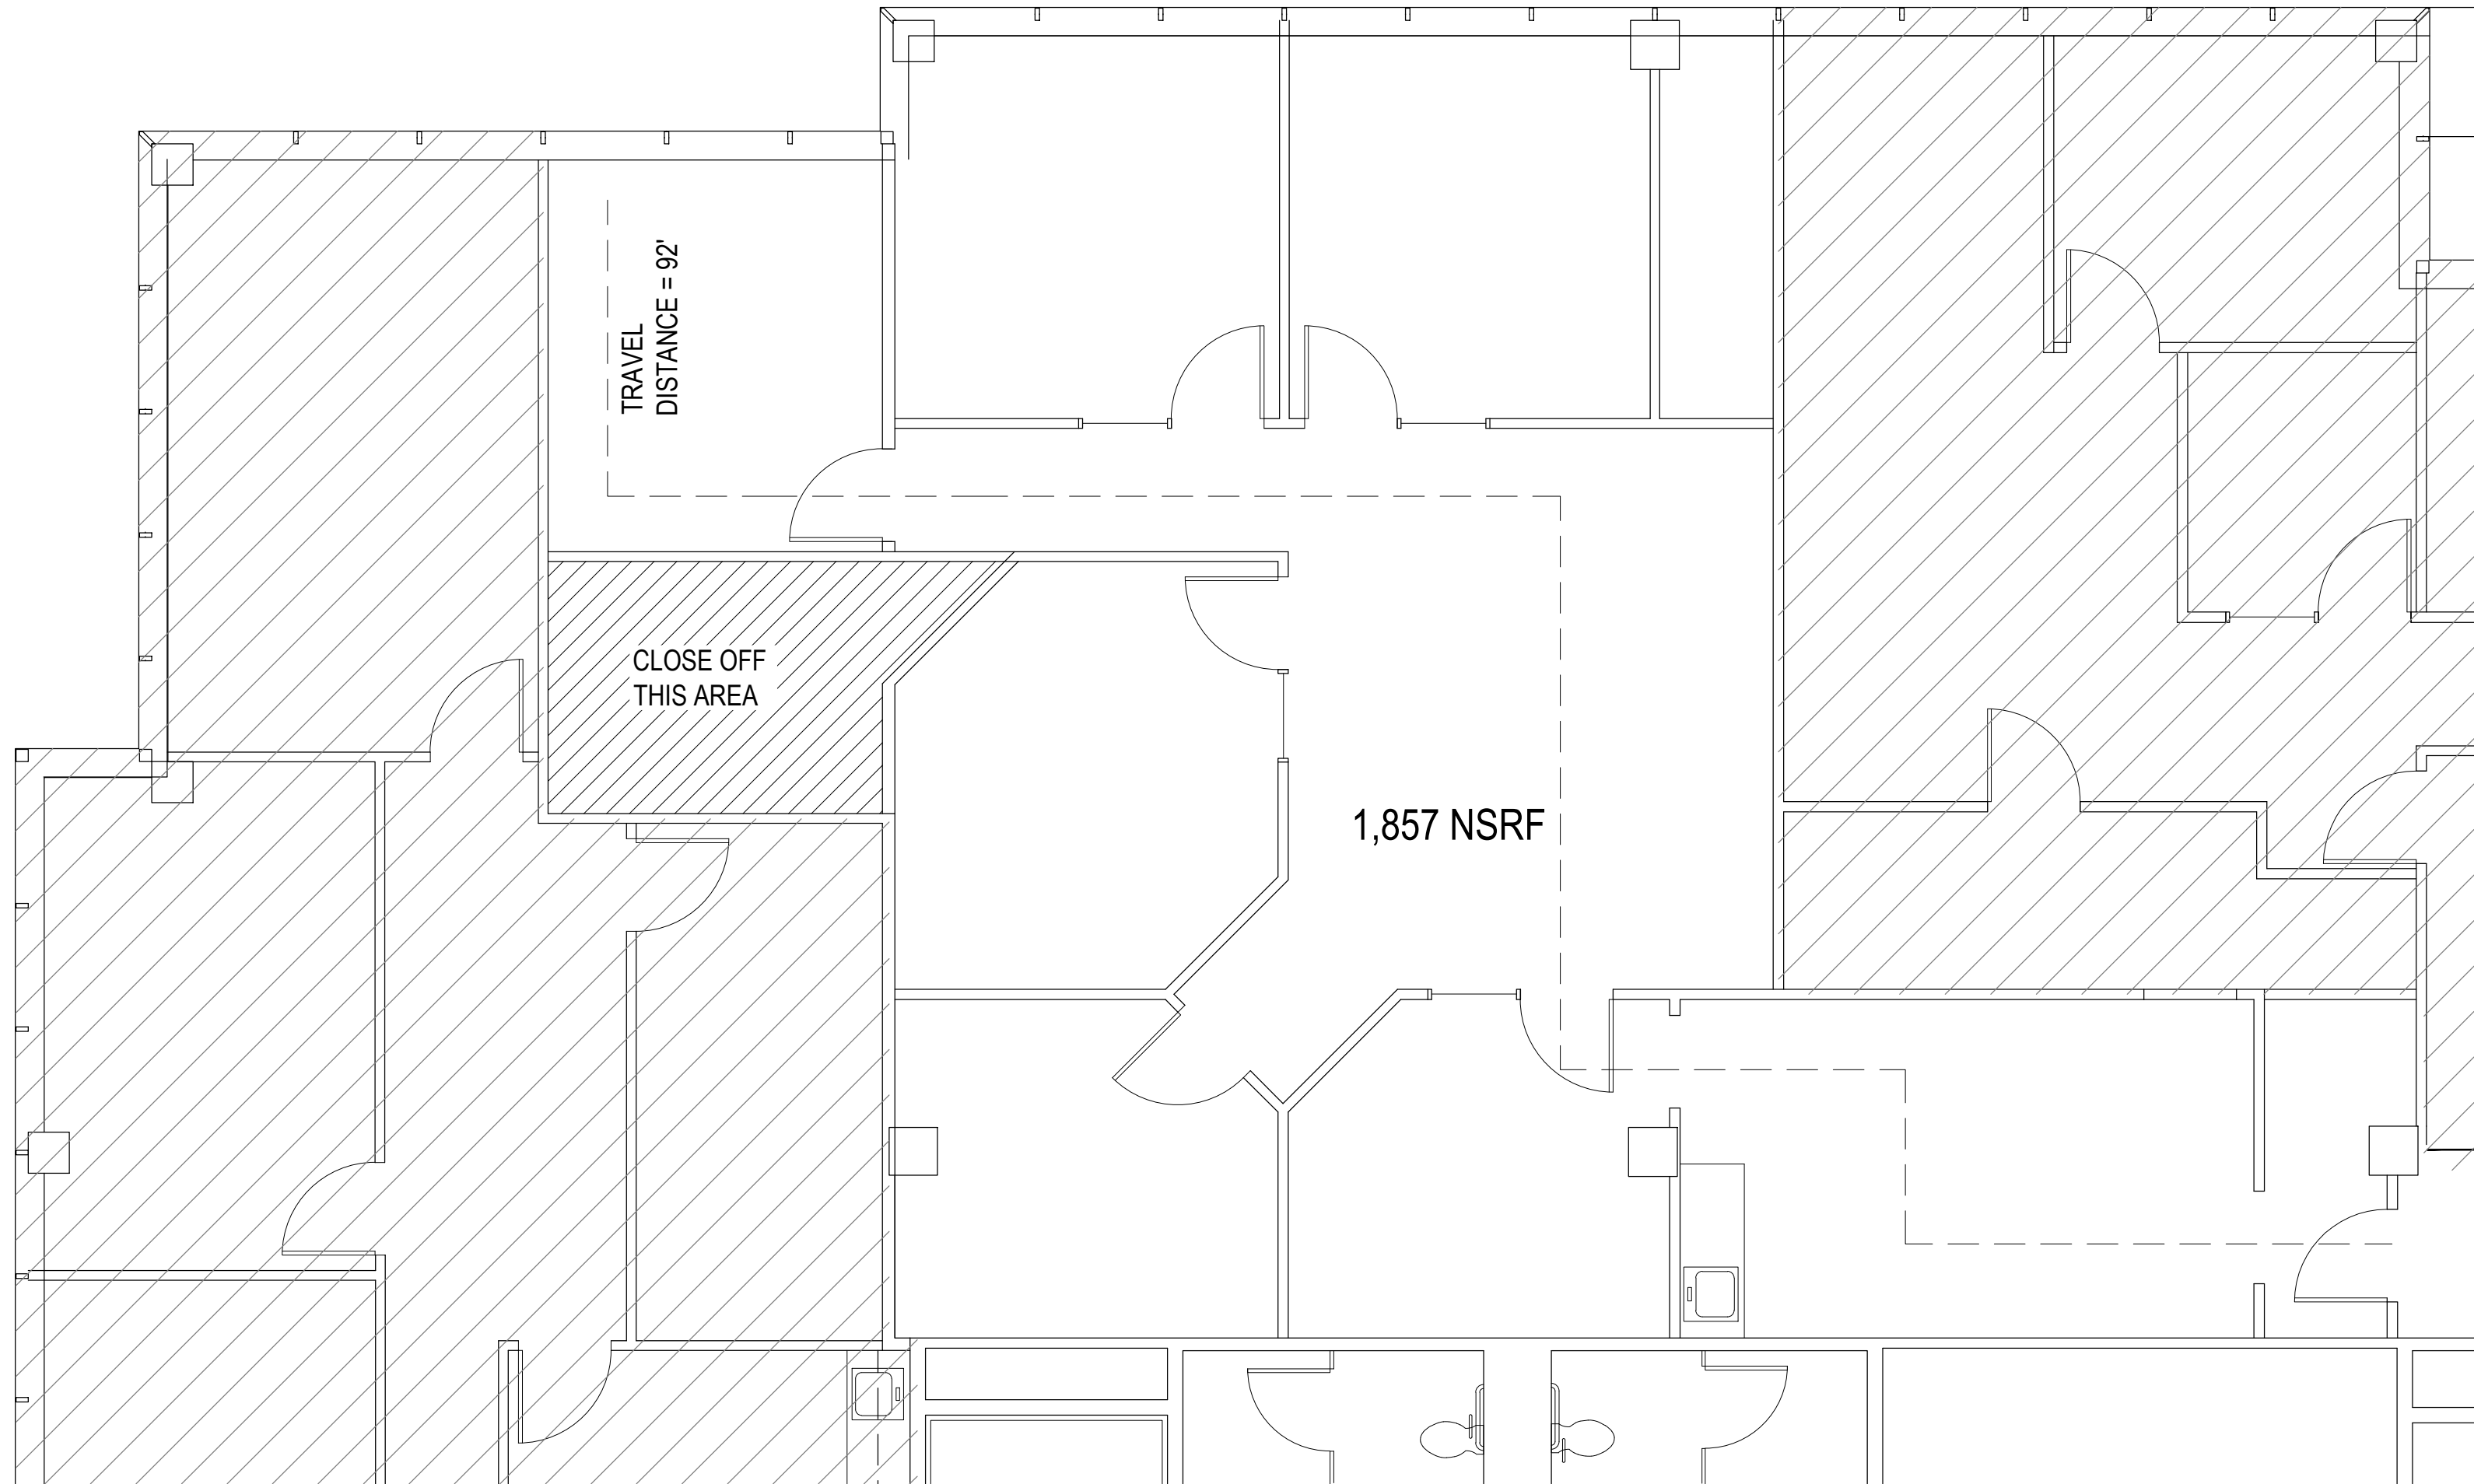 TRAVEL
DISTANCE = 92'
CLOSE OFF
THIS AREA
1,857 NSRF